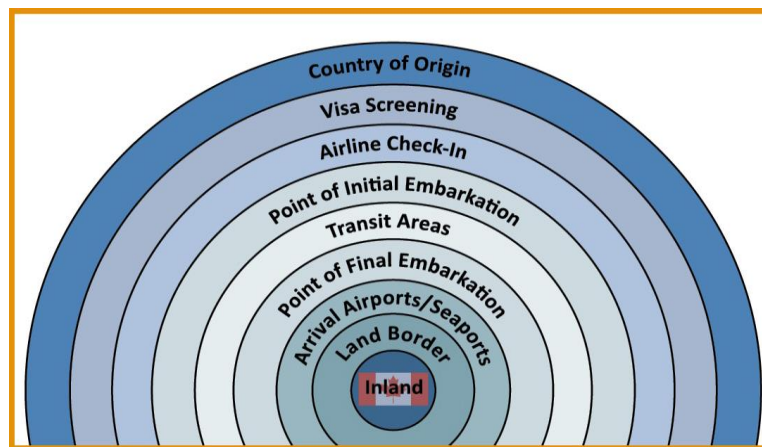 Country of Origin
Visa Screening
Airline Check-In
Point of Initial Embarkation
Transit Areas
Point of Final Embarkation
Arrival Airports/Seaports
Land Border
Inland